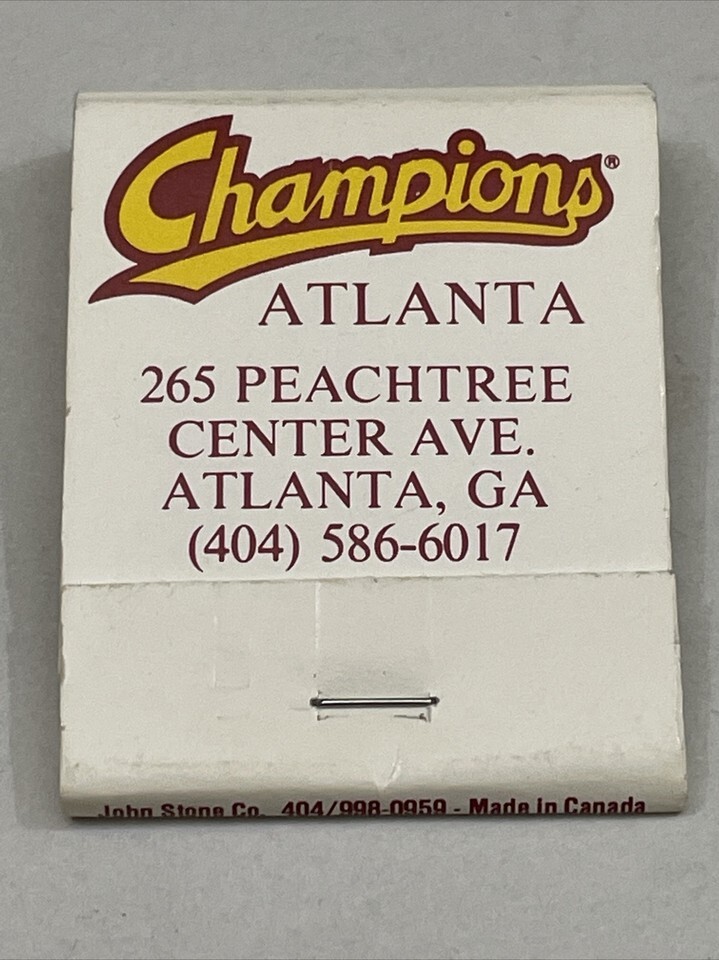 Champions®
ATLANTA
265 PEACHTREE
CENTER AVE.
ATLANTA, GA
(404) 586-6017
John Stone Co. 404/998-0959 - Made in Canada